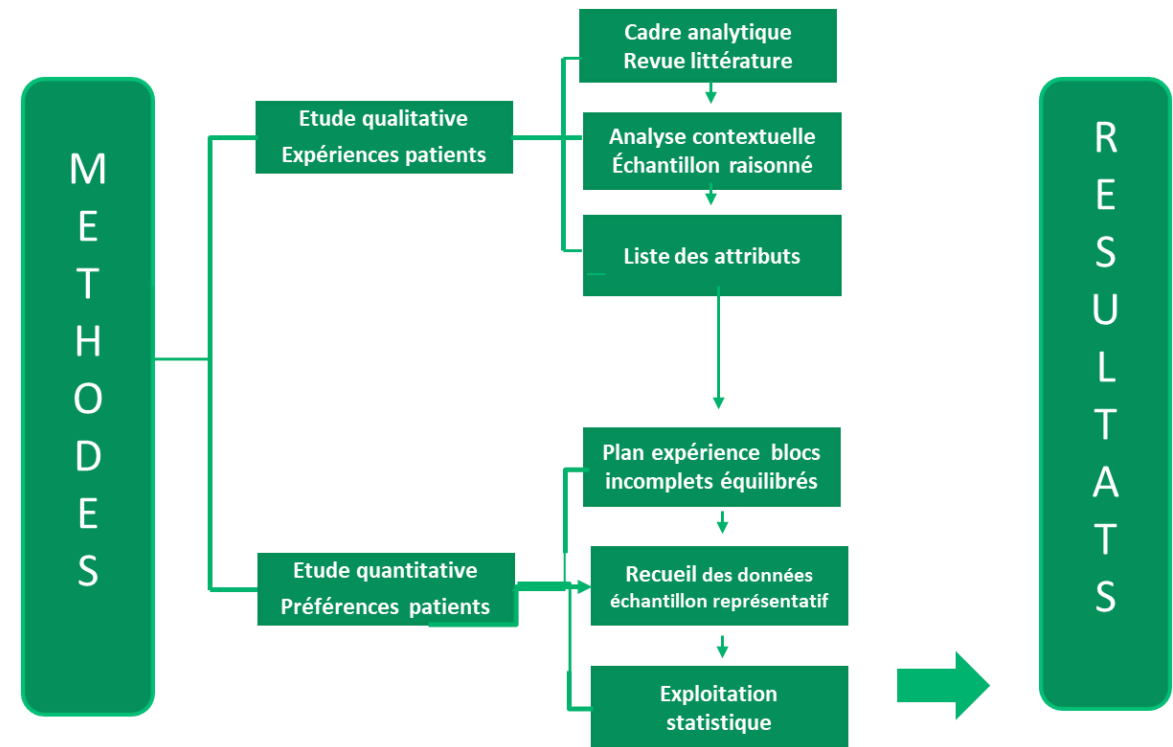 METHODES
Etude qualitative
Expériences patients
Cadre analytique
Revue littérature
Analyse contextuelle
Échantillon raisonné
Liste des attributs
Etude quantitative
Préférences patients
Plan expérience blocs
incomplets équilibrés
Recueil des données
échantillon représentatif
Exploitation
statistique
RESULTATS